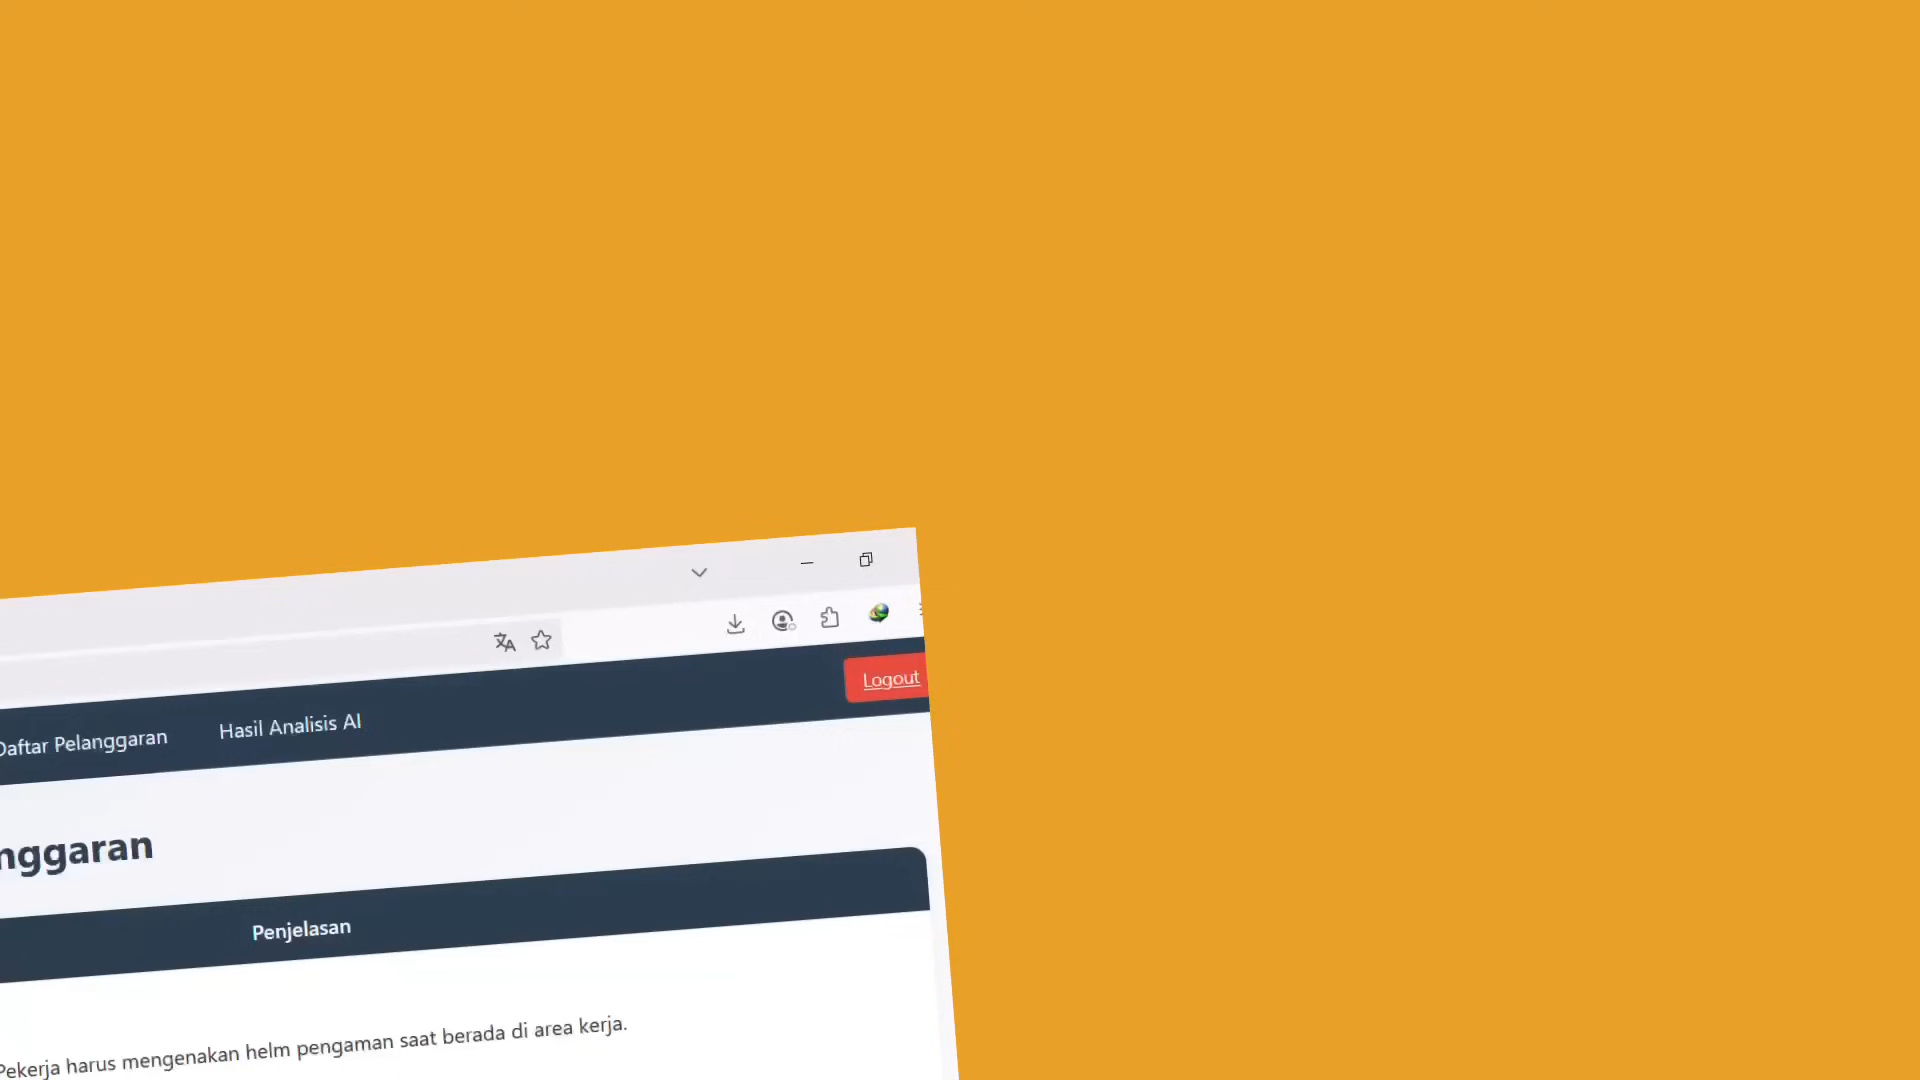 Logout
Daftar Pelanggaran
Hasil Analisis AI
nggaran
Penjelasan
Pekerja harus mengenakan helm pengaman saat berada di area kerja.